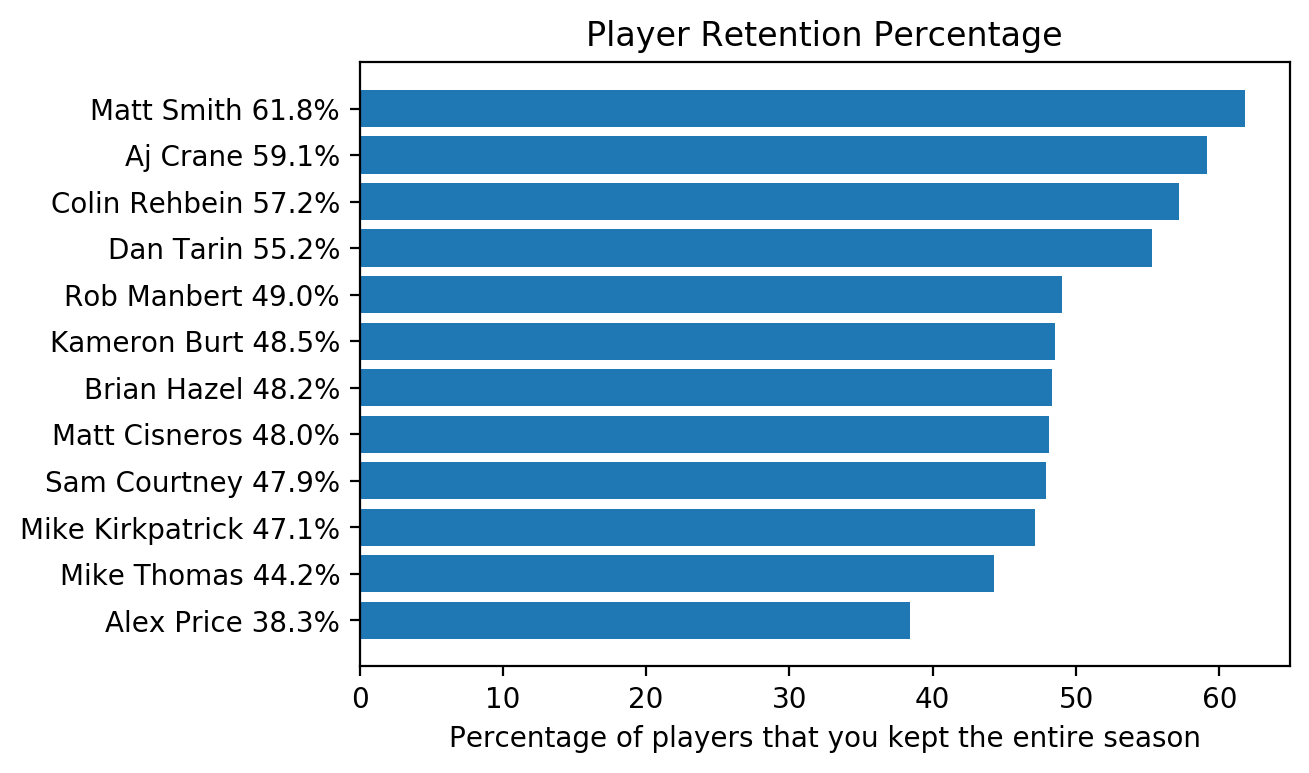 Player Retention Percentage
Matt Smith 61.8%
Aj Crane 59.1%
Colin Rehbein 57.2%
Dan Tarin 55.2%
Rob Manbert 49.0%
Kameron Burt 48.5%
Brian Hazel 48.2%
Matt Cisneros 48.0%
Sam Courtney 47.9%
Mike Kirkpatrick 47.1%
Mike Thomas 44.2%
Alex Price 38.3%
0 10 20 30 40 50 60
Percentage of players that you kept the entire season